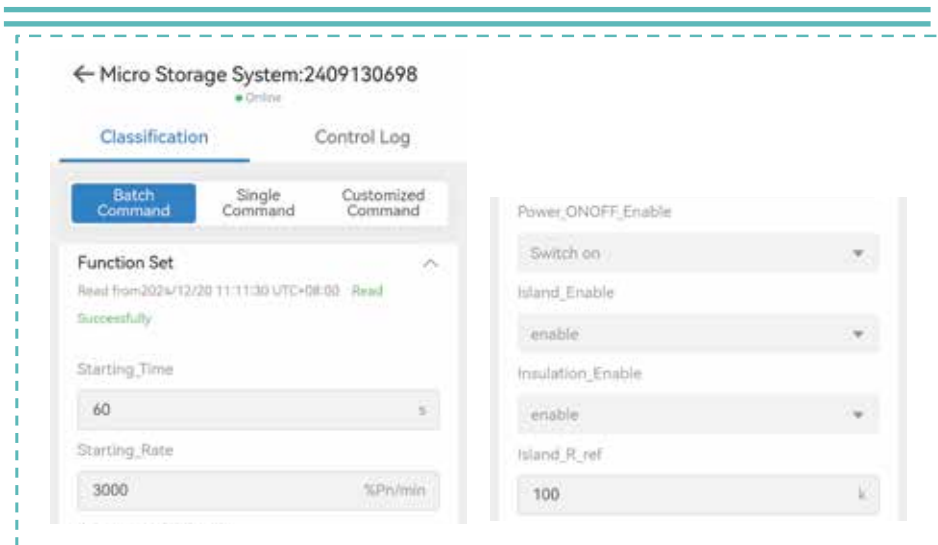 ← Micro Storage System:2409130698
Online
Classification
Control Log
Batch Command
Single Command
Customized Command
Function Set
Read from2024/12/20 11:11:30 UTC+08:00 Read
Successfully
Starting_Time
60 s
Starting_Rate
3000 %Pn/min
Power_ONOFF_Enable
Switch on
Island_Enable
enable
Insulation_Enable
enable
Island_R_ref
100 k